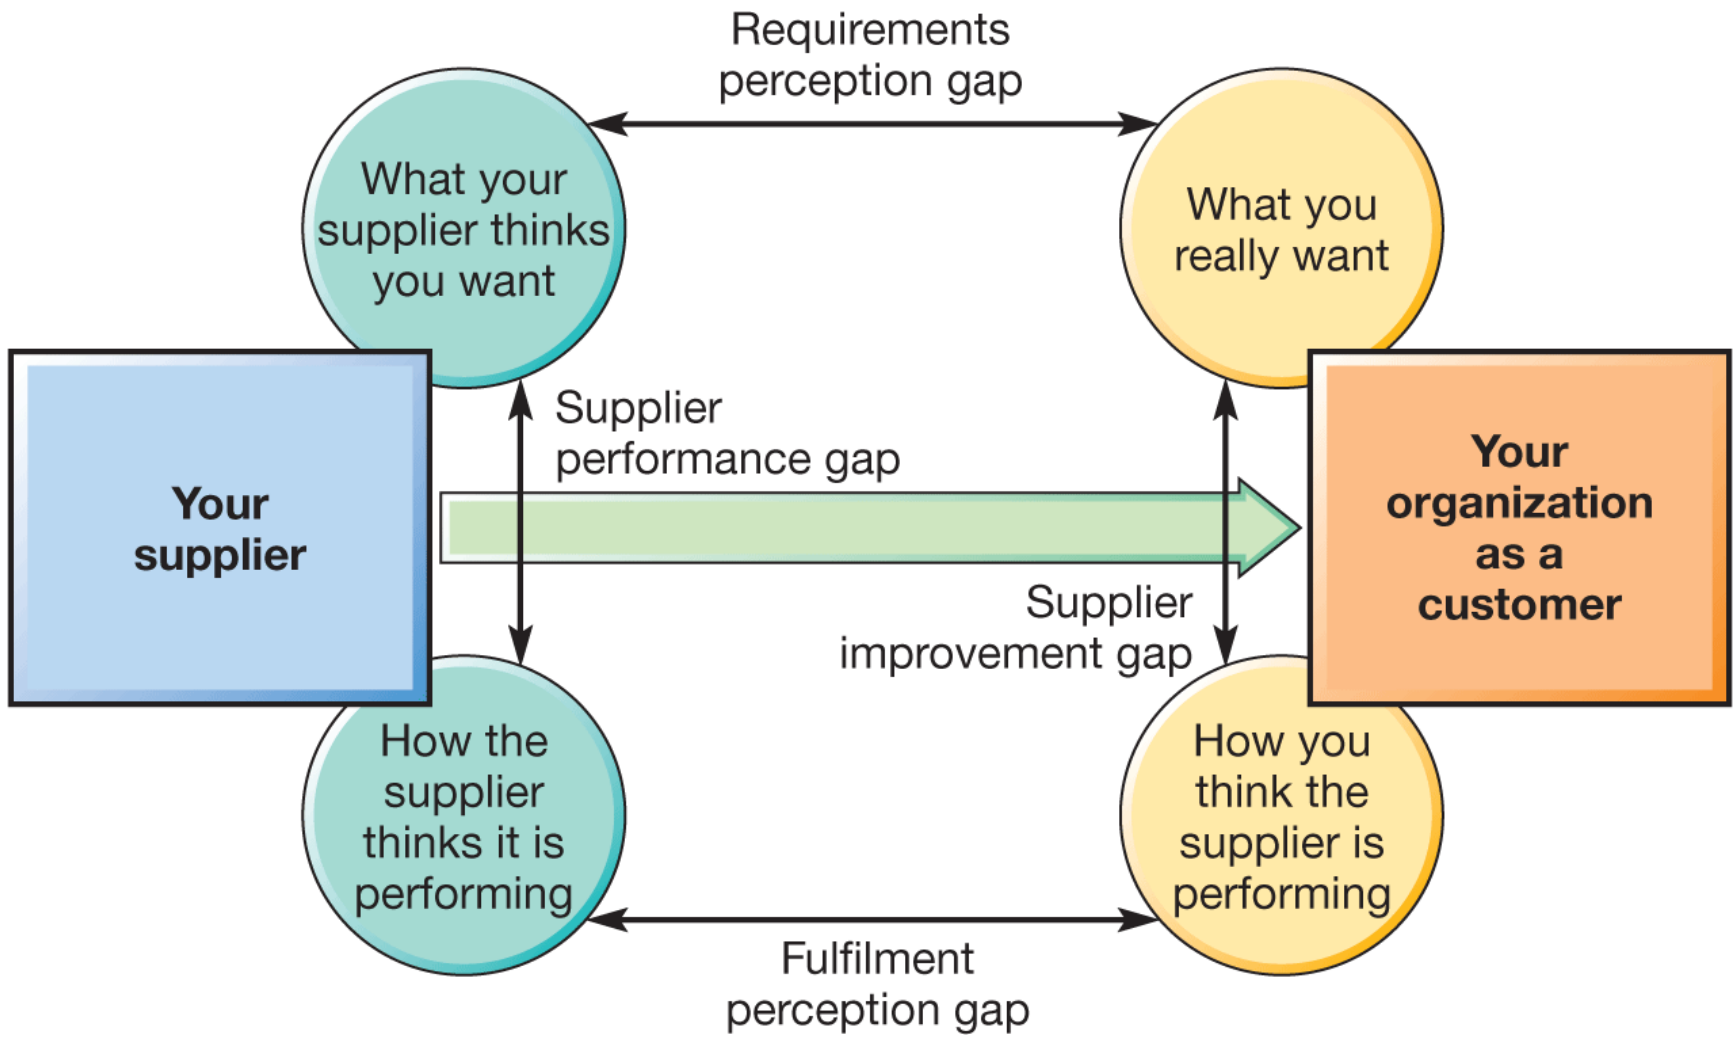 Requirements
perception gap
What your
supplier thinks
you want
What you
really want
Supplier
performance gap
Your
supplier
Your
organization
as a
customer
Supplier
improvement gap
How the
supplier
thinks it is
performing
How you
think the
supplier is
performing
Fulfilment
perception gap